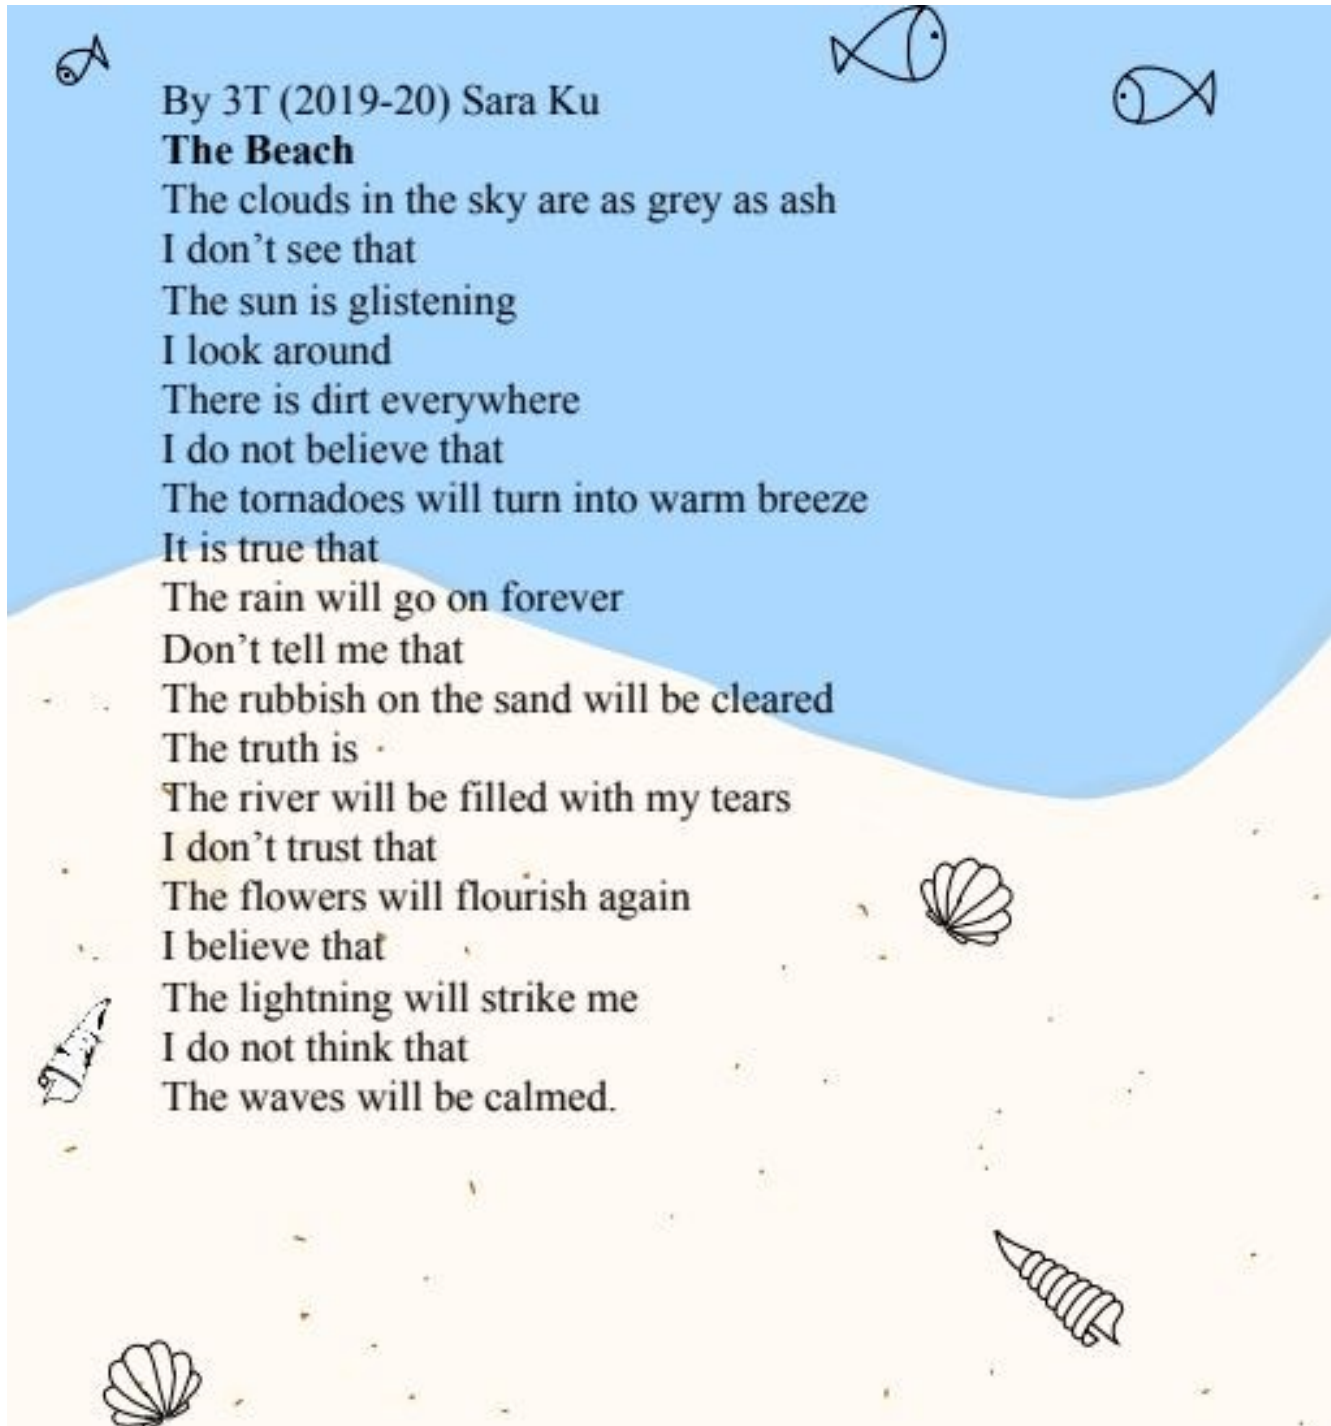 By 3T (2019-20) Sara Ku
The Beach
The clouds in the sky are as grey as ash
I don’t see that
The sun is glistening
I look around
There is dirt everywhere
I do not believe that
The tornadoes will turn into warm breeze
It is true that
The rain will go on forever
Don’t tell me that
The rubbish on the sand will be cleared
The truth is
The river will be filled with my tears
I don’t trust that
The flowers will flourish again
I believe that
The lightning will strike me
I do not think that
The waves will be calmed.